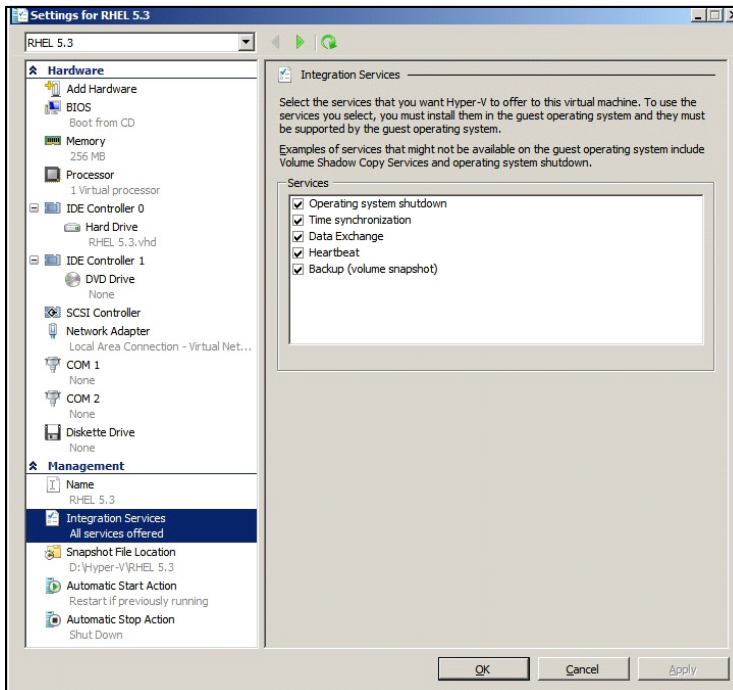 Settings for RHEL 5.3
RHEL 5.3
Hardware
Add Hardware
BIOS
Boot from CD
Memory
256 MB
Processor
1 Virtual processor
IDE Controller 0
Hard Drive
RHEL 5.3.vhd
IDE Controller 1
DVD Drive
None
SCSI Controller
Network Adapter
Local Area Connection - Virtual Net...
COM 1
None
COM 2
None
Diskette Drive
None
Management
Name
RHEL 5.3
Integration Services
All services offered
Snapshot File Location
D:\Hyper-V\RHEL 5.3
Automatic Start Action
Restart if previously running
Automatic Stop Action
Shut Down
Integration Services
Select the services that you want Hyper-V to offer to this virtual machine. To use the
services you select, you must install them in the guest operating system and they must
be supported by the guest operating system.
Examples of services that might not be available on the guest operating system include
Volume Shadow Copy Services and operating system shutdown.
Services
Operating system shutdown
Time synchronization
Data Exchange
Heartbeat
Backup (volume snapshot)
OK
Cancel
Apply